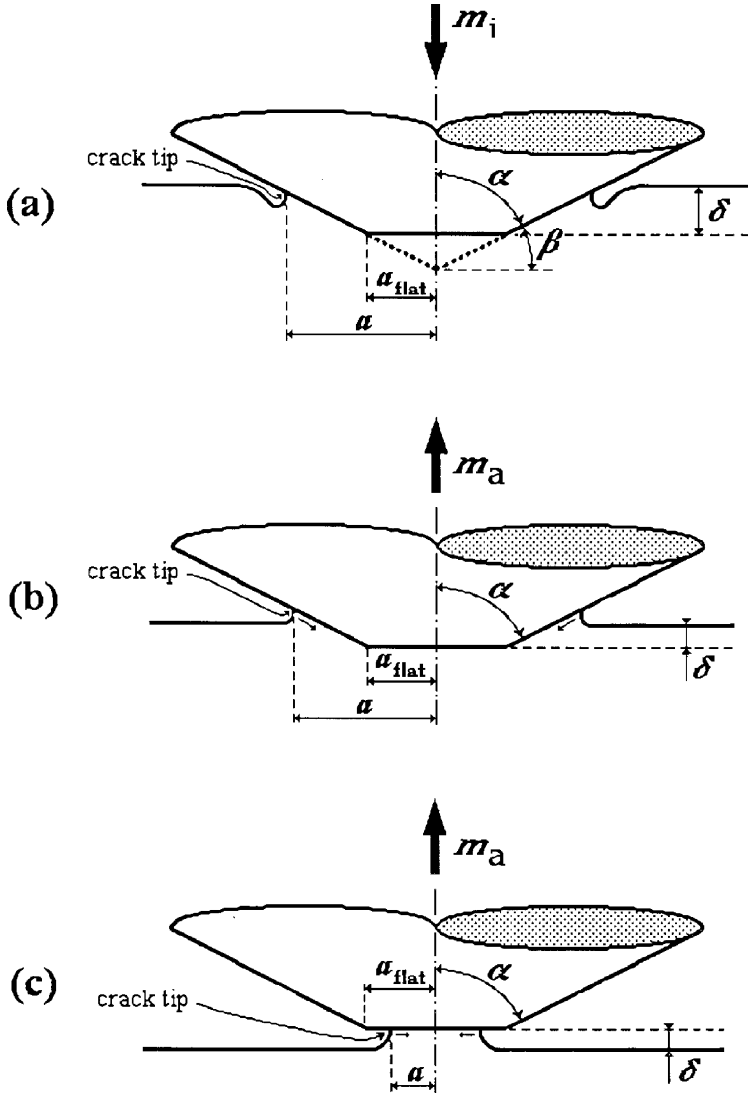 m_i
crack tip
(a)
α
δ
β
a_flat
a
m_a
crack tip
(b)
α
a_flat
δ
a
m_a
(c)
a_flat
α
crack tip
a
δ